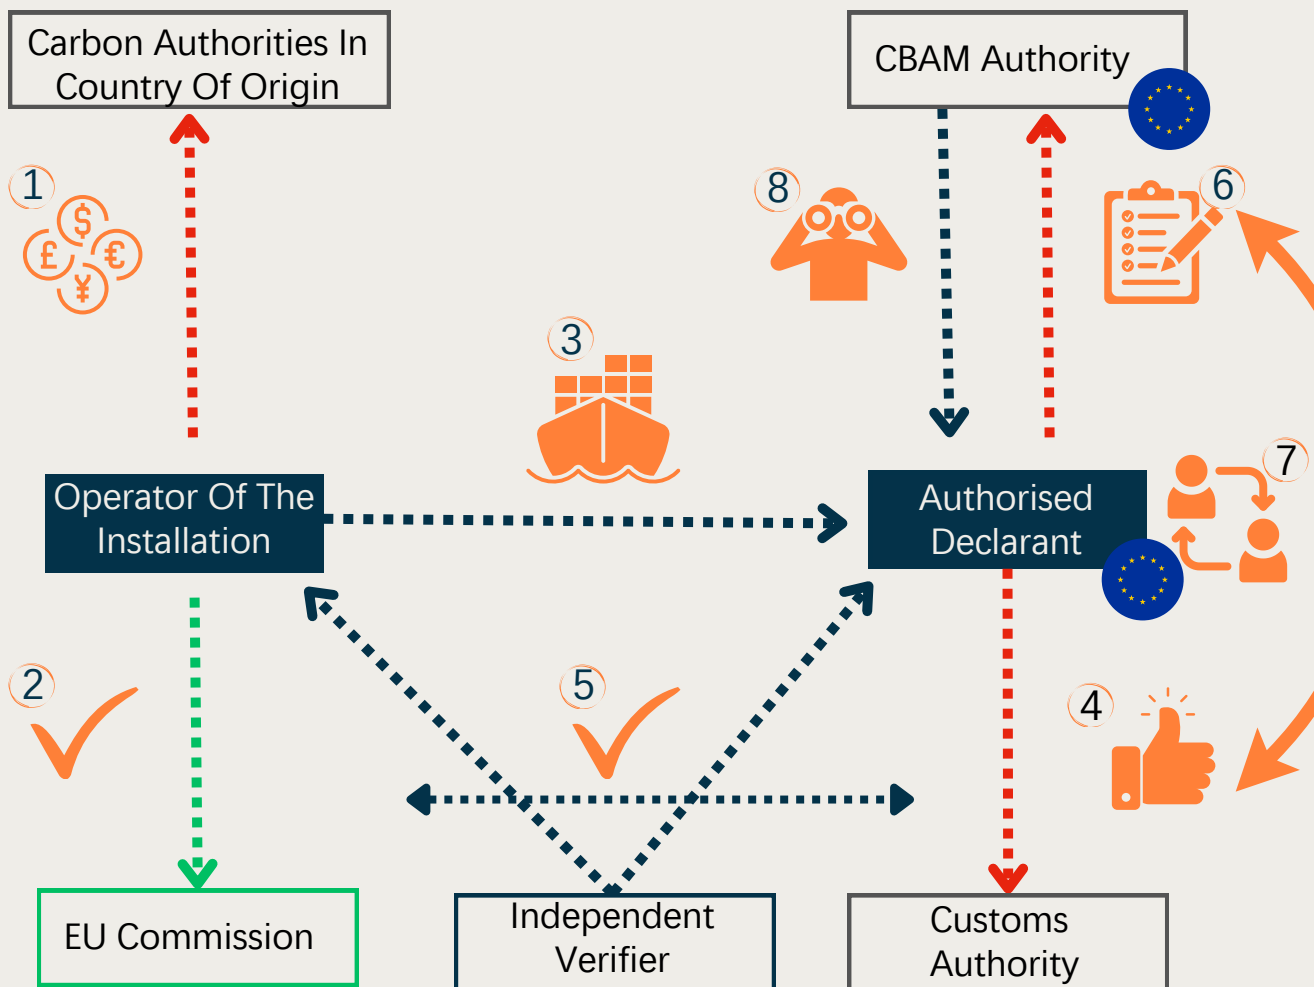 Carbon Authorities In
Country Of Origin
CBAM Authority
1
$
£
€
¥
8
6
3
Operator Of The
Installation
Authorised
Declarant
7
2
5
4
EU Commission
Independent
Verifier
Customs
Authority